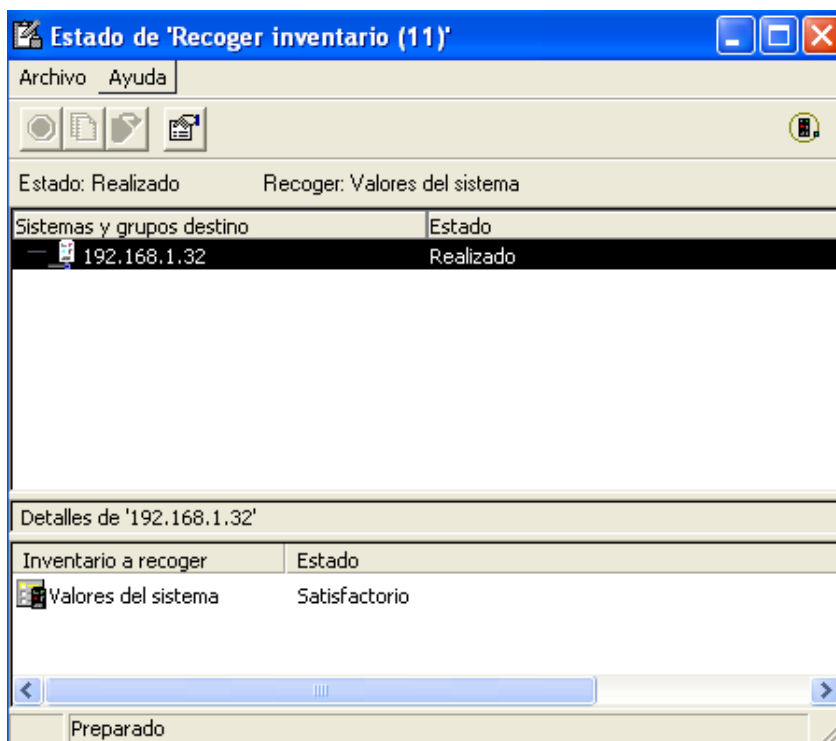 Estado de 'Recoger inventario (11)'
Archivo Ayuda
Estado: Realizado Recoger: Valores del sistema
Sistemas y grupos destino Estado
192.168.1.32 Realizado
Detalles de '192.168.1.32'
Inventario a recoger Estado
Valores del sistema Satisfactorio
Preparado